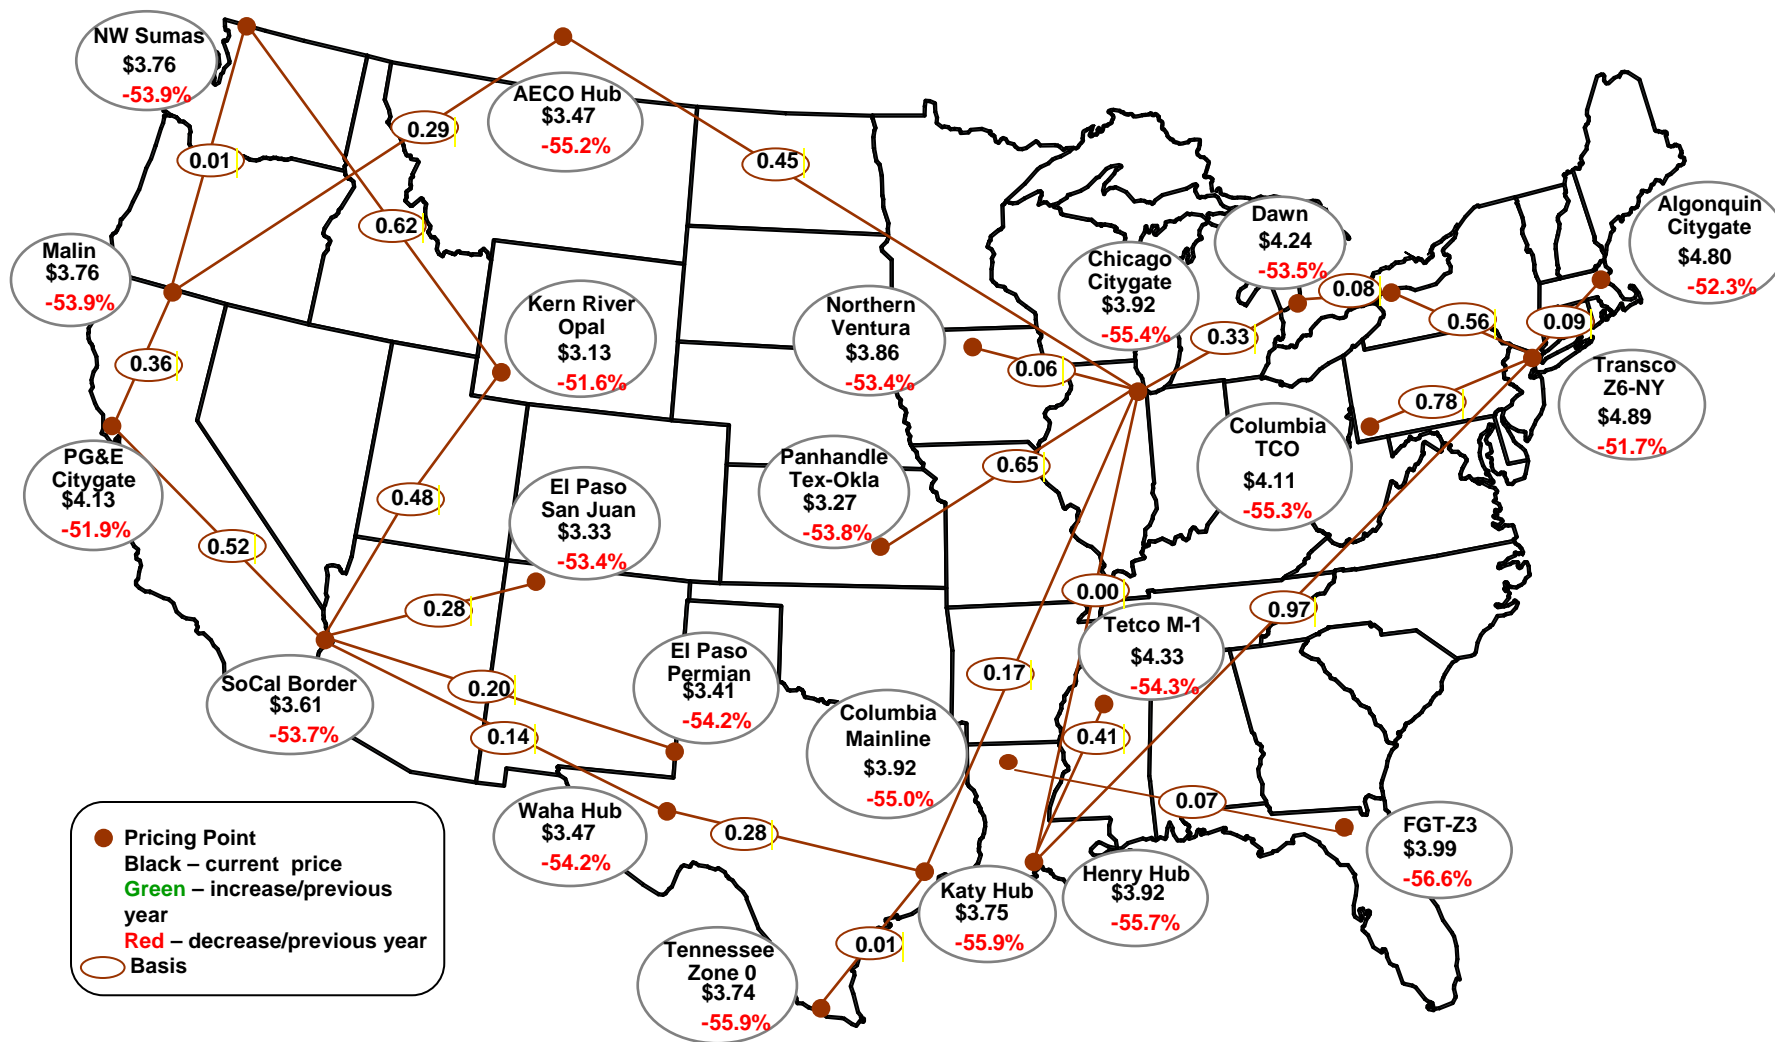 NW Sumas
$3.76
-53.9%
AECO Hub
$3.47
-55.2%
0.29
0.01
0.45
0.62
Malin
$3.76
-53.9%
Kern River
Opal
$3.13
-51.6%
Northern
Ventura
$3.86
-53.4%
Chicago
Citygate
$3.92
-55.4%
Dawn
$4.24
-53.5%
Algonquin
Citygate
$4.80
-52.3%
0.08
0.56
0.09
0.33
0.06
0.36
Transco
Z6-NY
$4.89
-51.7%
0.78
Columbia
TCO
$4.11
-55.3%
PG&E
Citygate
$4.13
-51.9%
0.48
0.52
El Paso
San Juan
$3.33
-53.4%
Panhandle
Tex-Okla
$3.27
-53.8%
0.65
0.28
0.00
0.97
Tetco M-1
$4.33
-54.3%
SoCal Border
$3.61
-53.7%
0.20
0.14
El Paso
Permian
$3.41
-54.2%
0.17
Columbia
Mainline
$3.92
-55.0%
0.41
0.07
Waha Hub
$3.47
-54.2%
0.28
FGT-Z3
$3.99
-56.6%
Katy Hub
$3.75
-55.9%
Henry Hub
$3.92
-55.7%
0.01
Tennessee
Zone 0
$3.74
-55.9%
Pricing Point
Black – current price
Green – increase/previous
year
Red – decrease/previous year
Basis